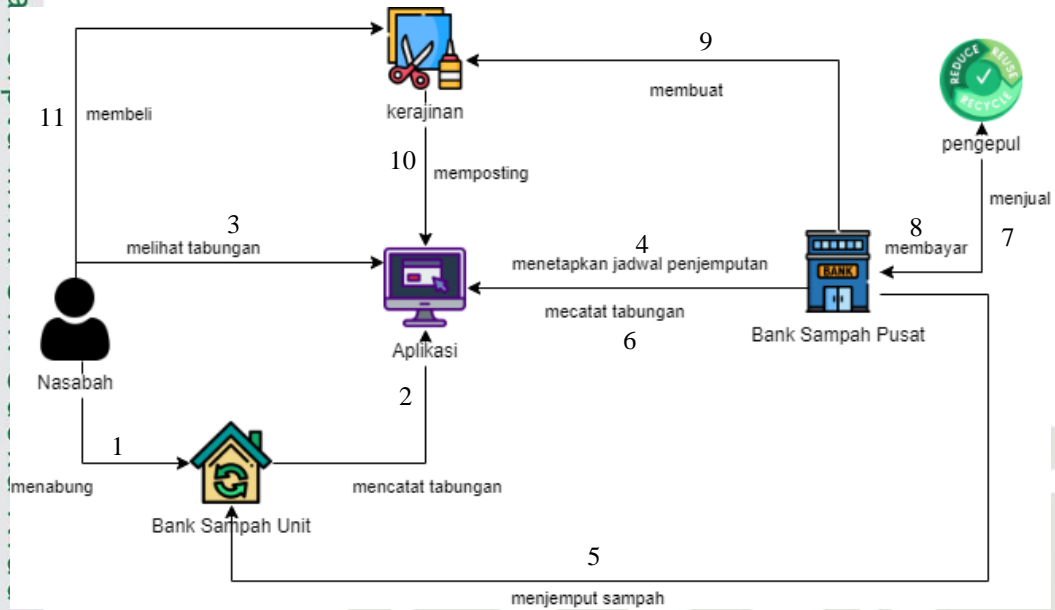 9
membuat
REDUCE REUSE RECYCLE
11
membeli
kerajinan
pengepul
10
memposting
menjual
3
melihat tabungan
4
menetapkan jadwal penjemputan
8
membayar
7
BANK
mecatat tabungan
6
Bank Sampah Pusat
Aplikasi
Nasabah
2
1
menabung
mencatat tabungan
Bank Sampah Unit
5
menjemput sampah